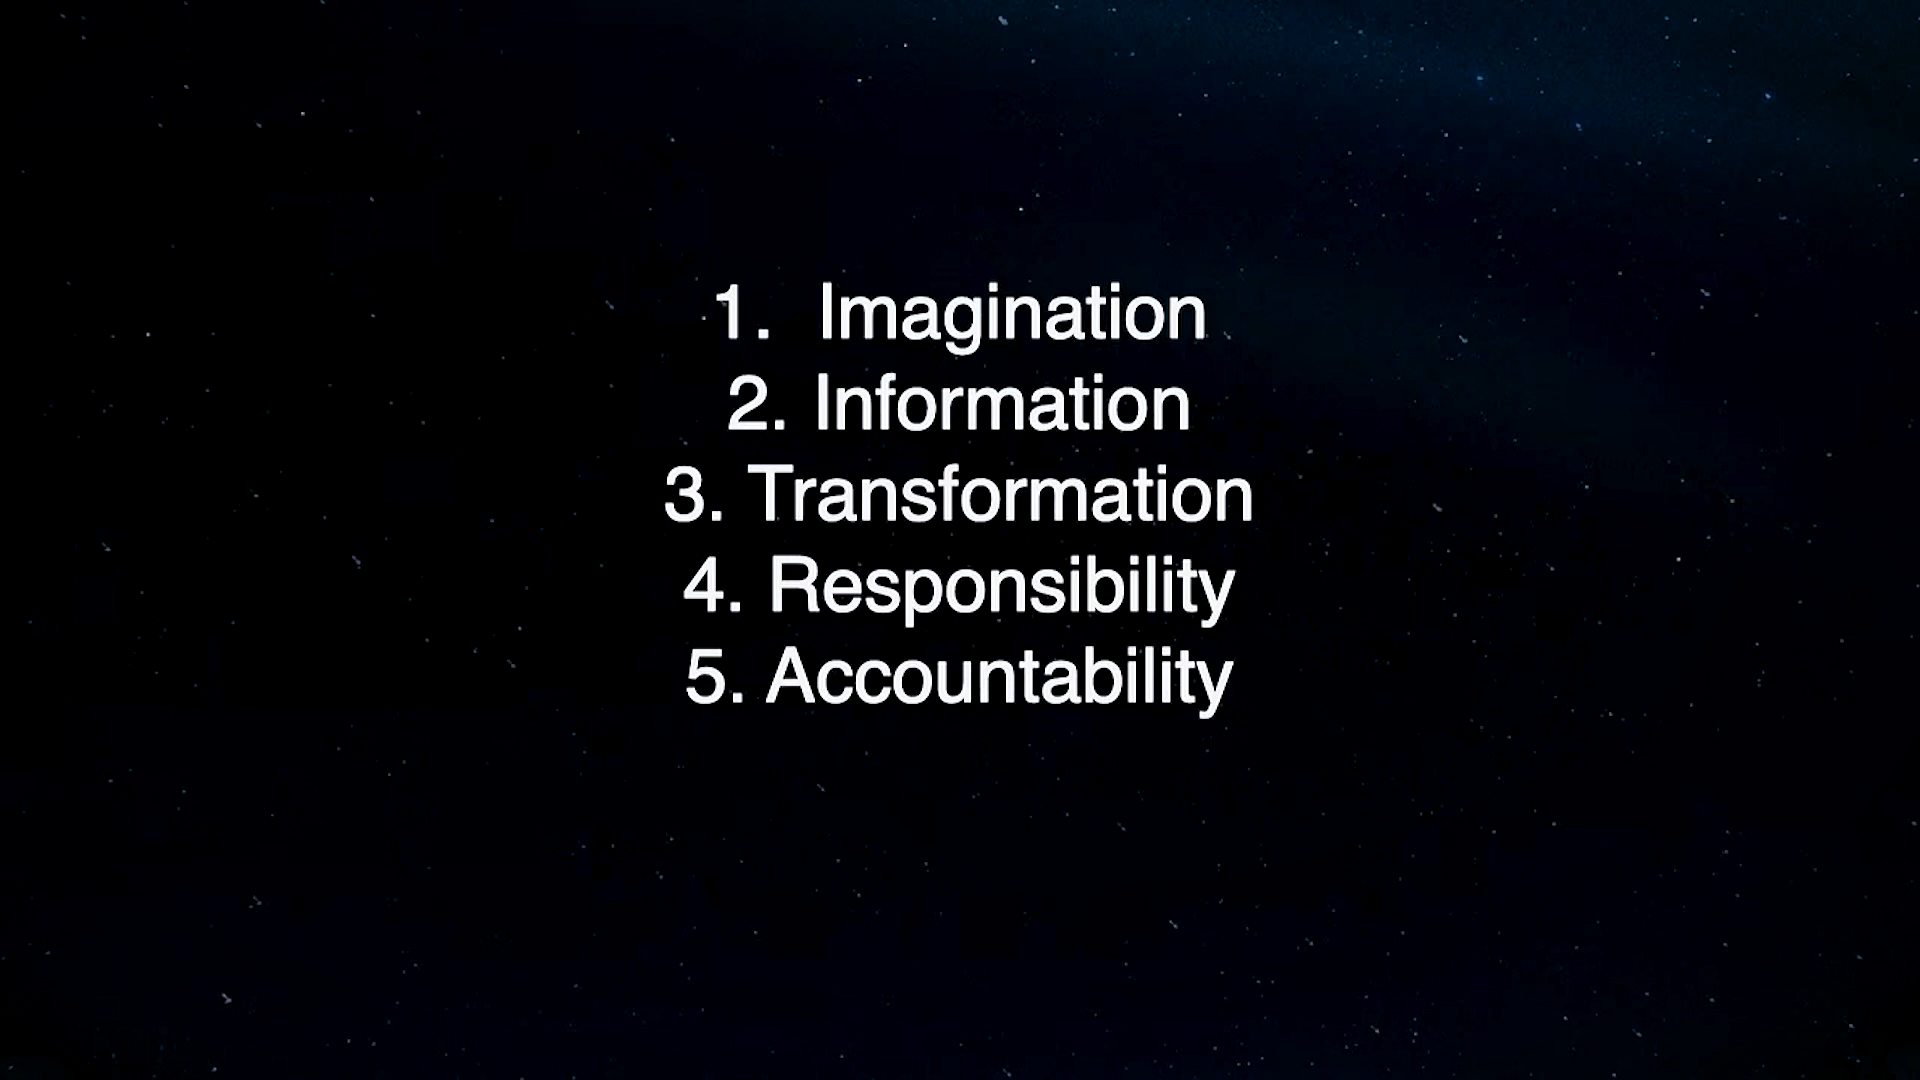 1. Imagination
2. Information
3. Transformation
4. Responsibility
5. Accountability